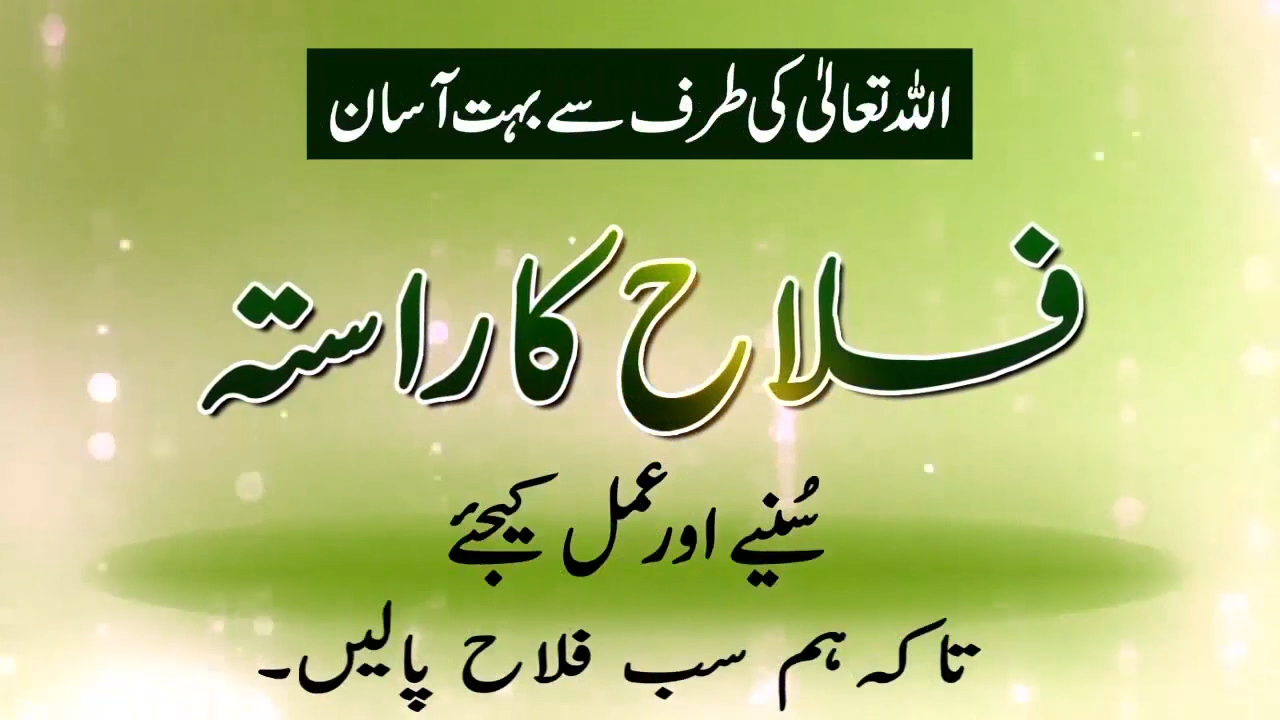 اللہ تعالیٰ کی طرف سے بہت آسان
فلاح کا راستہ
سُنیے اور عمل کیجئے
تاکہ ہم سب فلاح پالیں۔